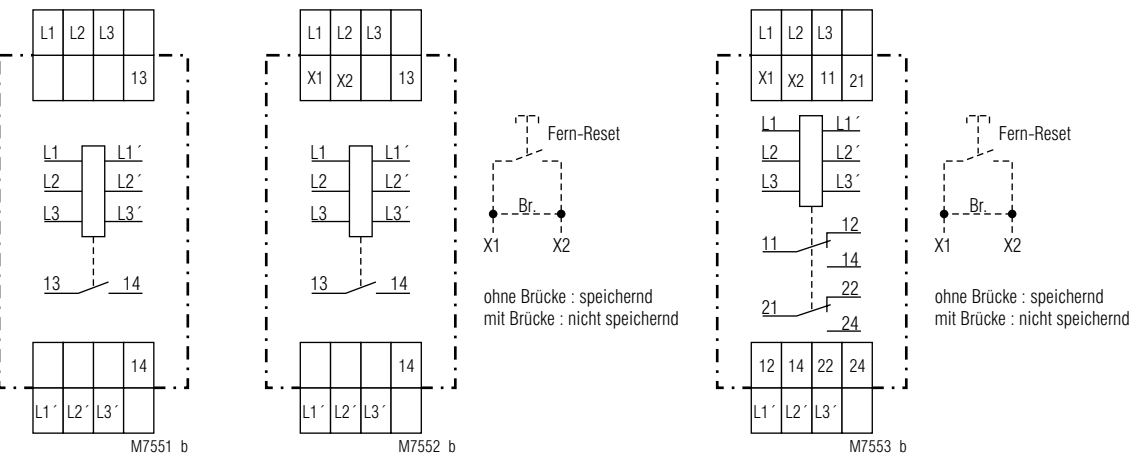 L1 L2 L3
13
L1 L1´
L2 L2´
L3 L3´
13 14
14
L1´ L2´ L3´
M7551_b
L1 L2 L3
X1 X2 13
L1 L1´
L2 L2´
L3 L3´
13 14
14
L1´ L2´ L3´
M7552_b
Fern-Reset
Br.
X1 X2
ohne Brücke : speichernd
mit Brücke : nicht speichernd
L1 L2 L3
X1 X2 11 21
L1 L1´
L2 L2´
L3 L3´
12
11
14
22
21
24
12 14 22 24
L1´ L2´ L3´
M7553_b
Fern-Reset
Br.
X1 X2
ohne Brücke : speichernd
mit Brücke : nicht speichernd